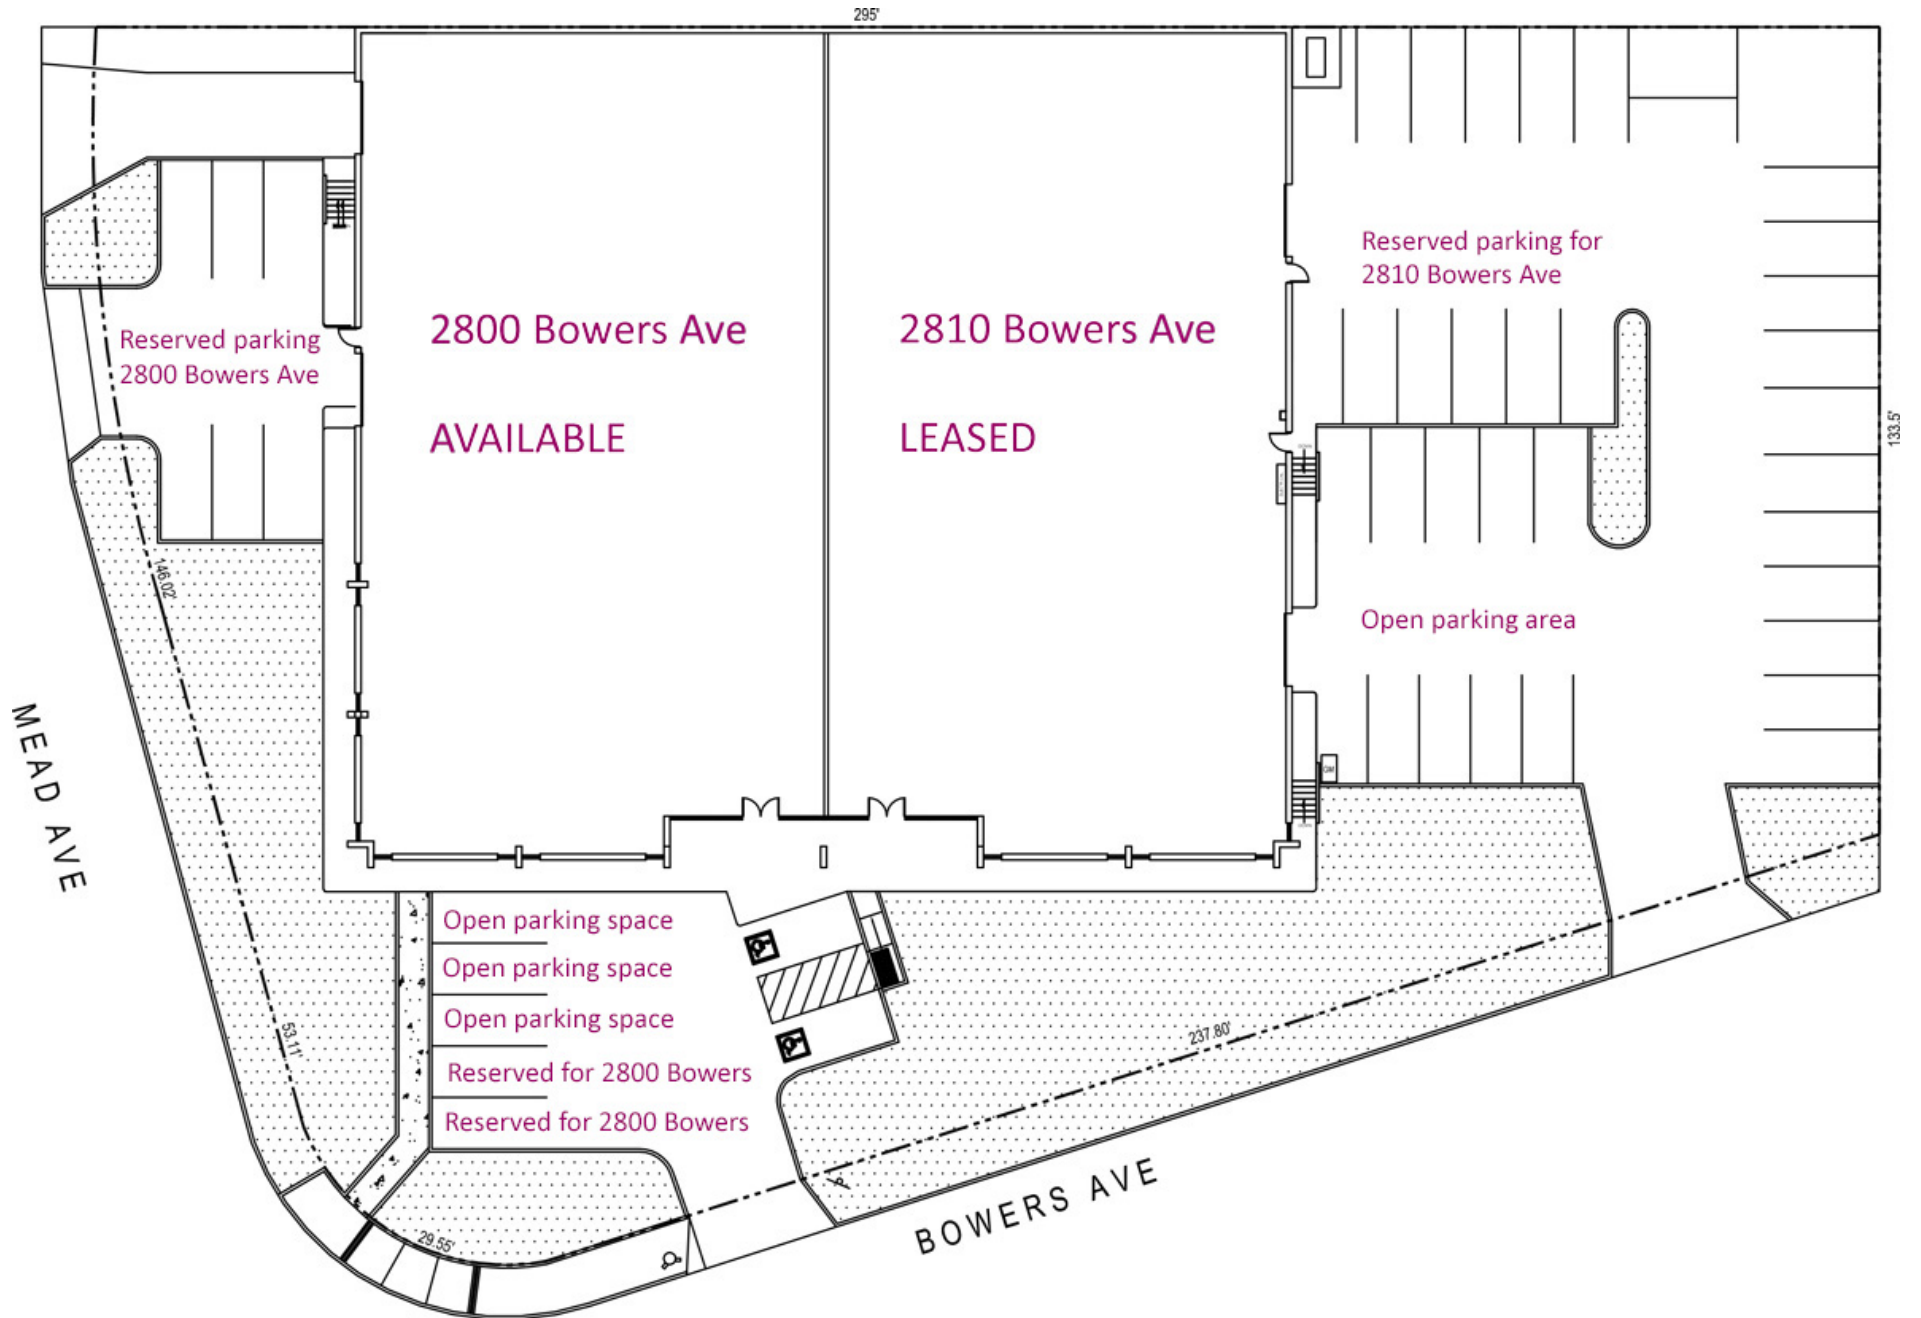 295'
Reserved parking for
2810 Bowers Ave
2800 Bowers Ave
2810 Bowers Ave
Reserved parking
2800 Bowers Ave
AVAILABLE
LEASED
133.5'
146.02'
Open parking area
MEAD AVE
GM
Open parking space
Open parking space
Open parking space
Reserved for 2800 Bowers
Reserved for 2800 Bowers
53.11'
237.80'
BOWERS AVE
29.55'